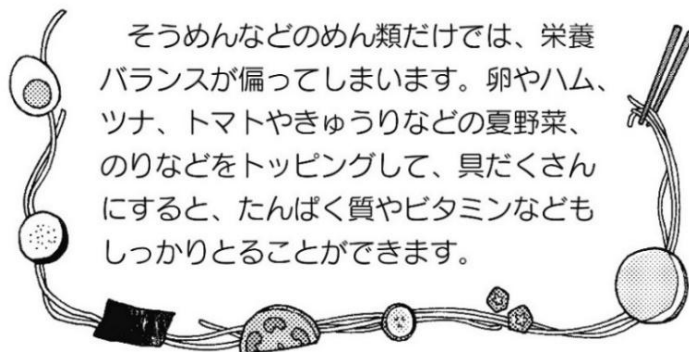 そうめんなどのめん類だけでは、栄養
バランスが偏ってしまいます。卵やハム、
ツナ、トマトやきゅうりなどの夏野菜、
のりなどをトッピングして、具だくさん
にすると、たんぱく質やビタミンなども
しっかりとることができます。